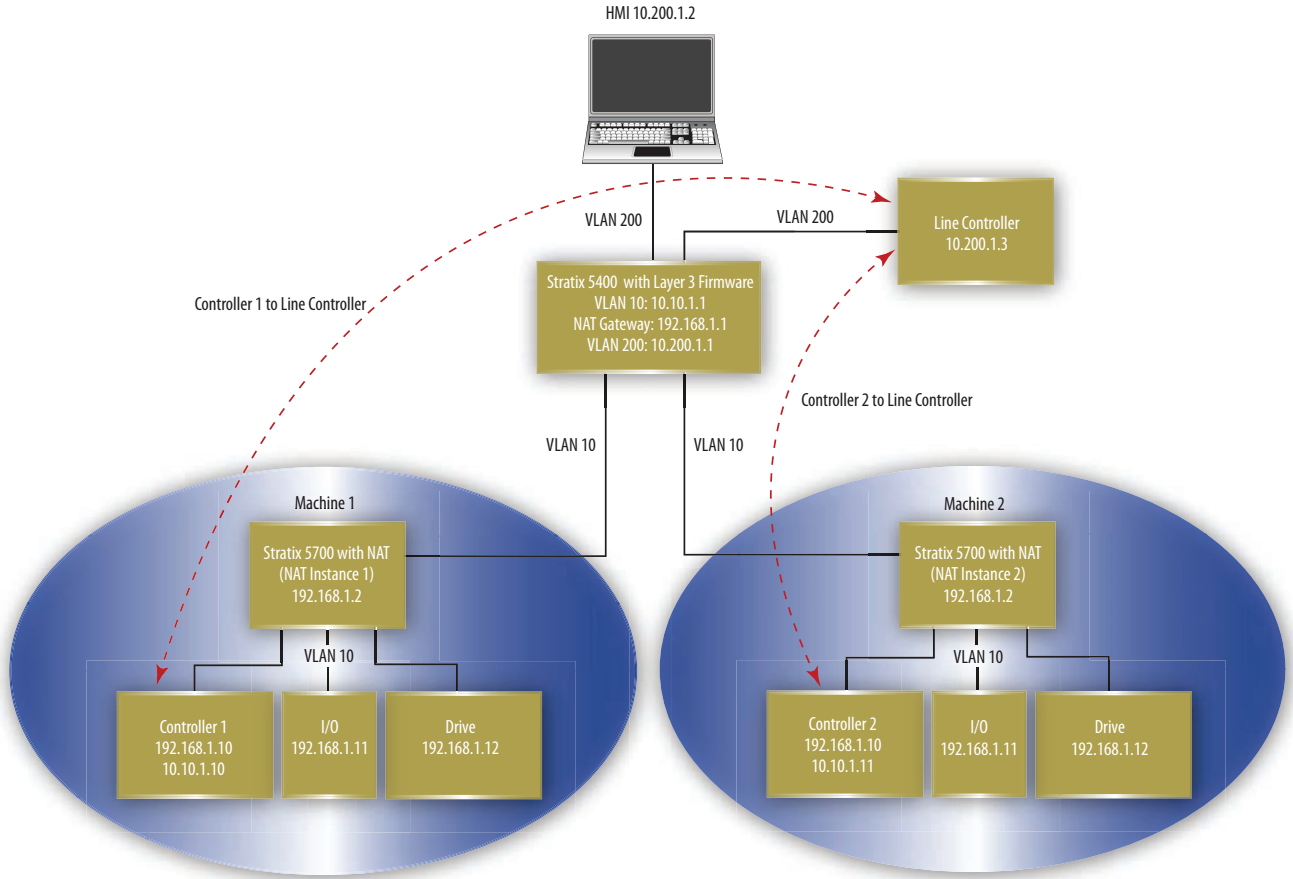 HMI 10.200.1.2
VLAN 200
VLAN 200
Line Controller
10.200.1.3
Stratix 5400 with Layer 3 Firmware
VLAN 10: 10.10.1.1
NAT Gateway: 192.168.1.1
VLAN 200: 10.200.1.1
Controller 1 to Line Controller
Controller 2 to Line Controller
VLAN 10
VLAN 10
Machine 1
Stratix 5700 with NAT
(NAT Instance 1)
192.168.1.2
VLAN 10
Controller 1
192.168.1.10
10.10.1.10
I/O
192.168.1.11
Drive
192.168.1.12
Machine 2
Stratix 5700 with NAT
(NAT Instance 2)
192.168.1.2
VLAN 10
Controller 2
192.168.1.10
10.10.1.11
I/O
192.168.1.11
Drive
192.168.1.12